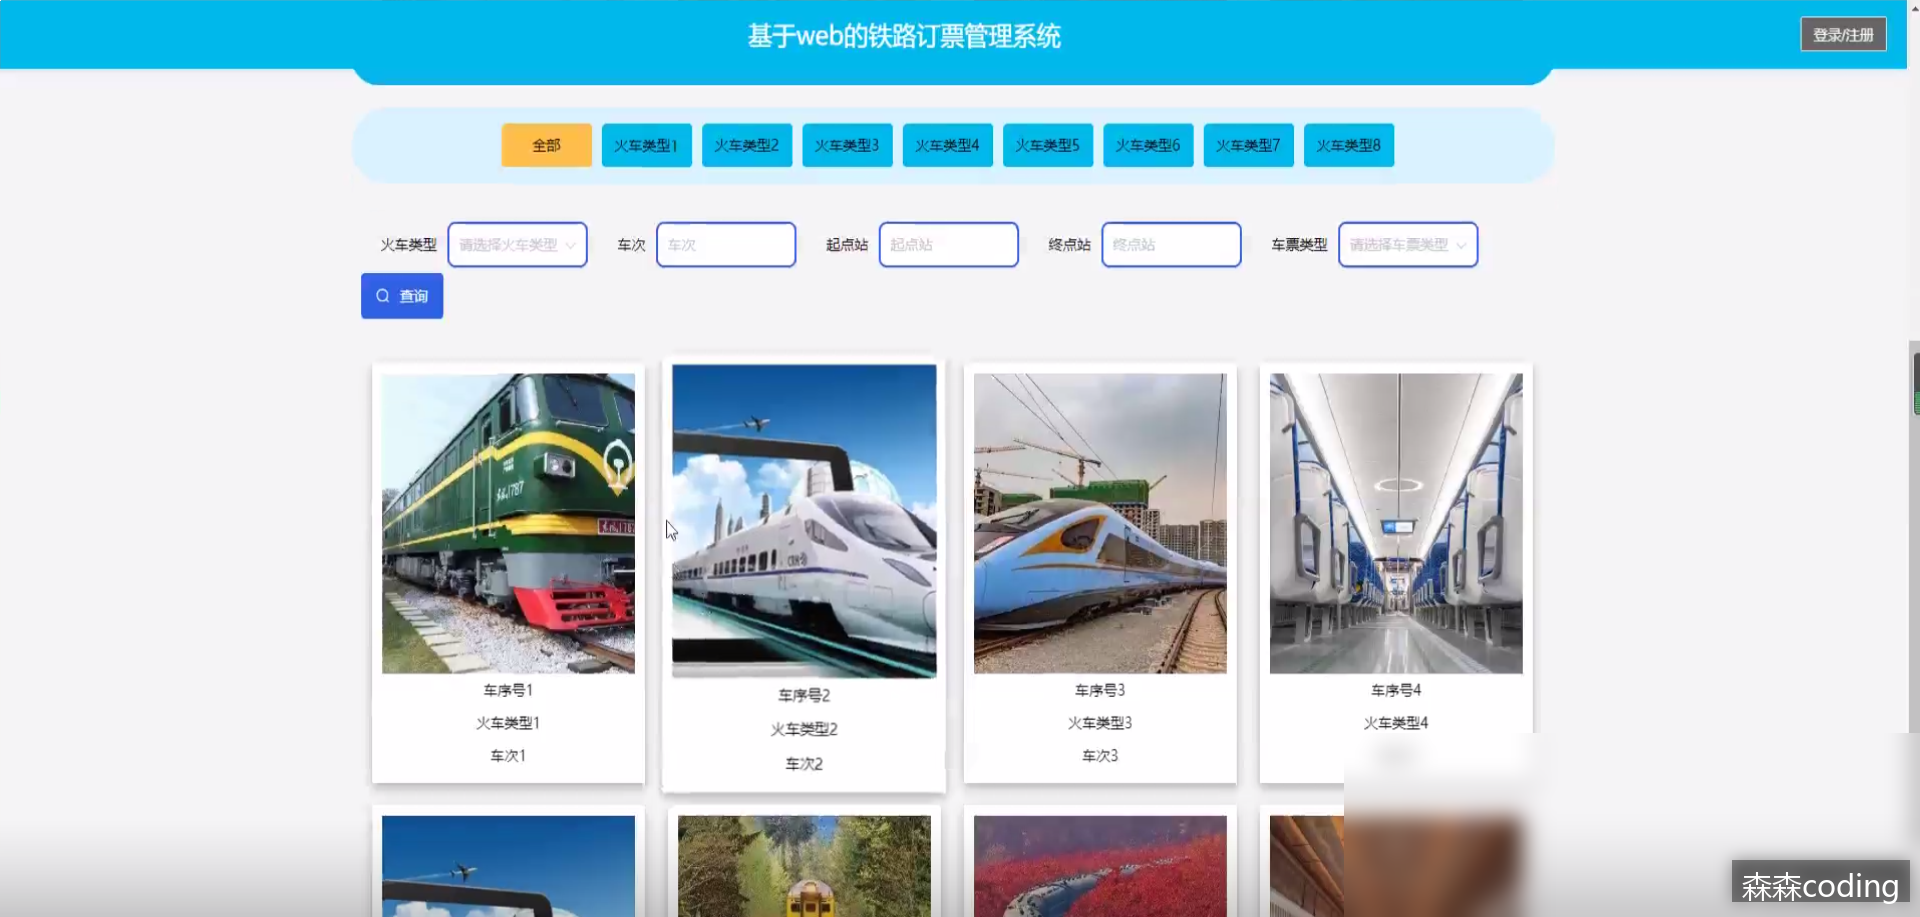 基于web的铁路订票管理系统
登录/注册
全部 火车类型1 火车类型2 火车类型3 火车类型4 火车类型5 火车类型6 火车类型7 火车类型8
火车类型 请选择火车类型 车次 车次 起点站 起点站 终点站 终点站 车票类型 请选择车票类型
查询
车序号1
火车类型1
车次1
车序号2
火车类型2
车次2
车序号3
火车类型3
车次3
车序号4
火车类型4
森森coding